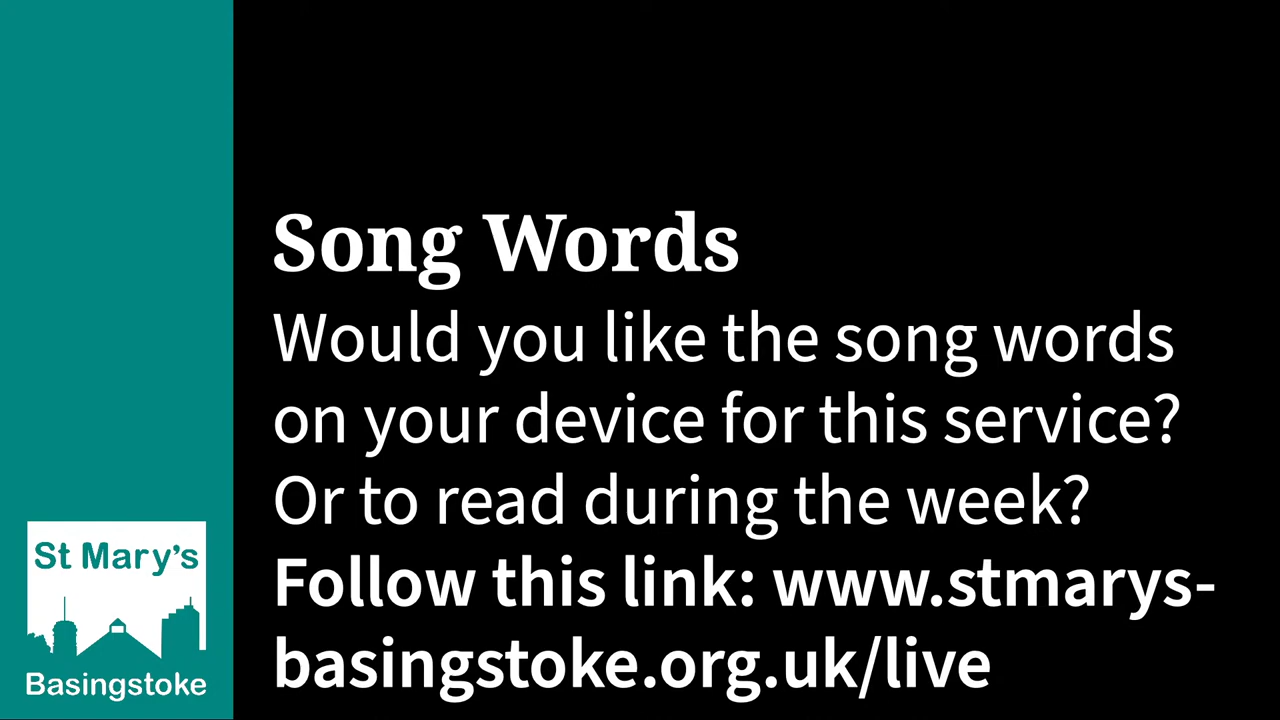 Song Words
Would you like the song words
on your device for this service?
Or to read during the week?
Follow this link: www.stmarys-
basingstoke.org.uk/live
St Mary's
Basingstoke